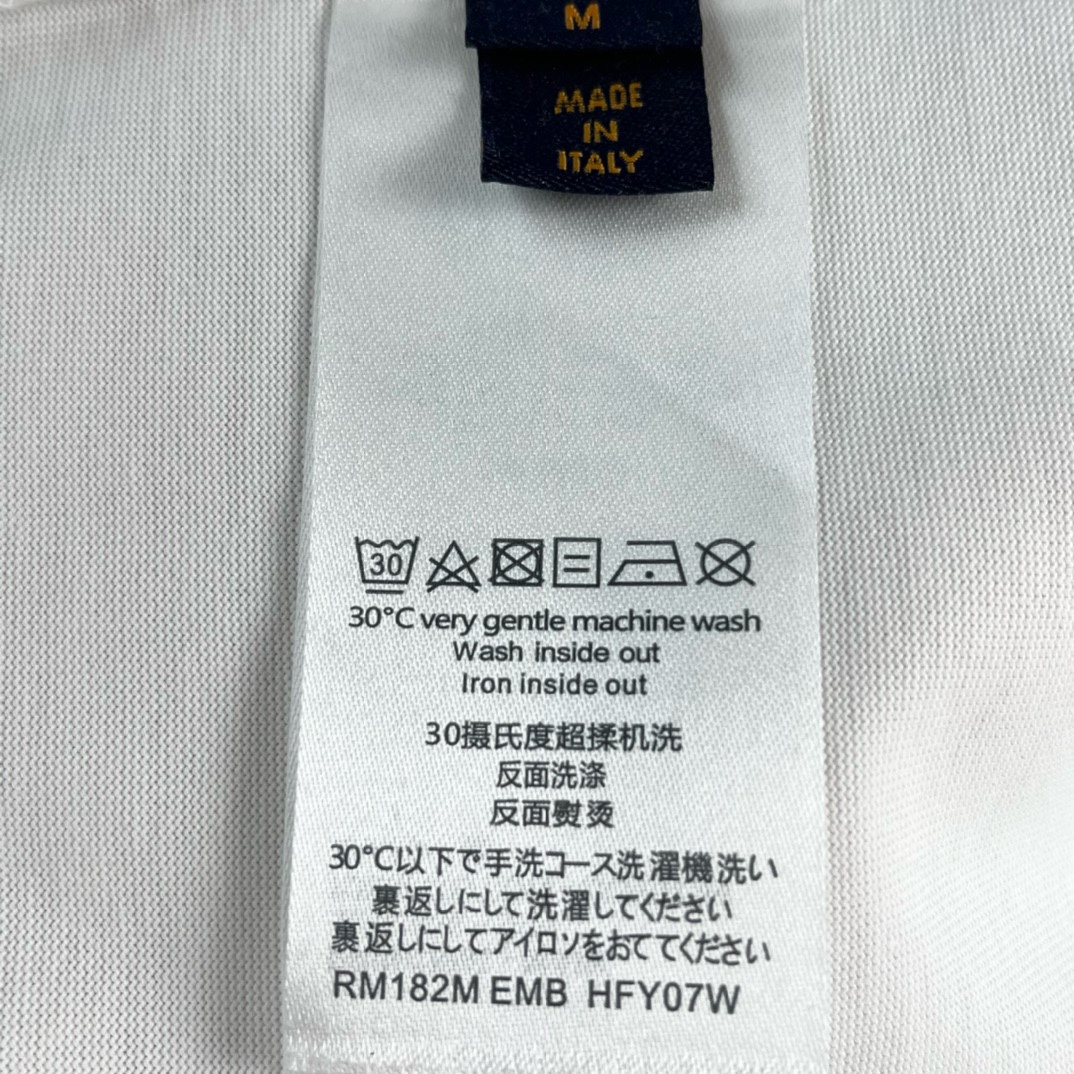 M
MADE
IN
ITALY
30
30°C very gentle machine wash
Wash inside out
Iron inside out
30摄氏度超揉机洗
反面洗涤
反面熨烫
30°C以下で手洗コース洗濯機洗い
裏返しにして洗濯してください
裏返しにしてアイロソをおててください
RM182M EMB HFY07W